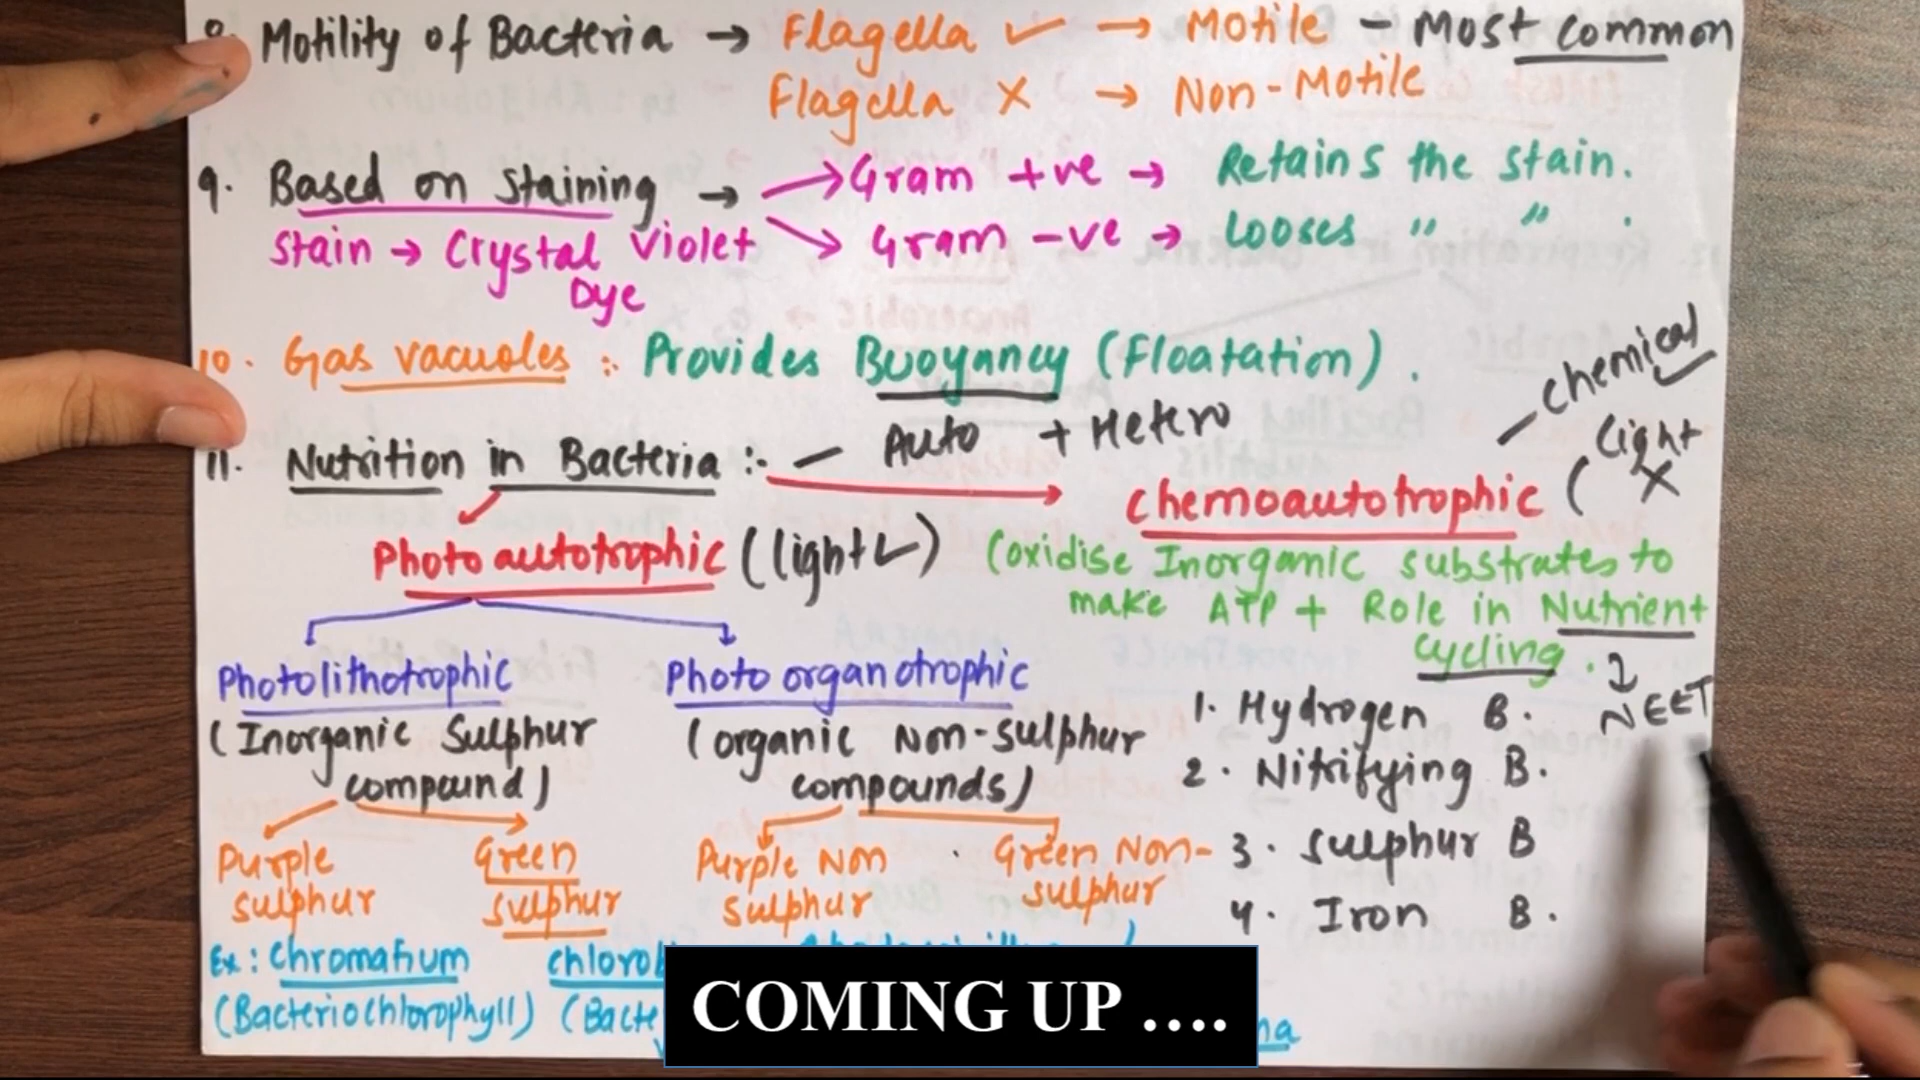 8. Motility of Bacteria → Flagella ✓ → Motile - Most common
Flagella X → Non-Motile
9. Based on Staining → Gram +ve → Retains the stain.
Stain → Crystal Violet Dye → Gram -ve → Looses " " .
10. Gas vacuoles :- Provides Buoyancy (Floatation) .
11. Nutrition in Bacteria :- - Auto + Hetero
- chemical
light X
Photoautotrophic (light ✓)
chemoautotrophic (
(oxidise Inorganic substrates to
make ATP + Role in Nutrient
cycling .
NEET
Photolithotrophic
Photo organotrophic
(Inorganic Sulphur
compound)
(organic Non-sulphur
compounds)
Purple
sulphur
Green
sulphur
Purple Non
sulphur
Green Non-
sulphur
1. Hydrogen B.
2. Nitrifying B.
3. Sulphur B
4. Iron B.
Ex: Chromatium
(Bacteriochlorophyll)
COMING UP ....